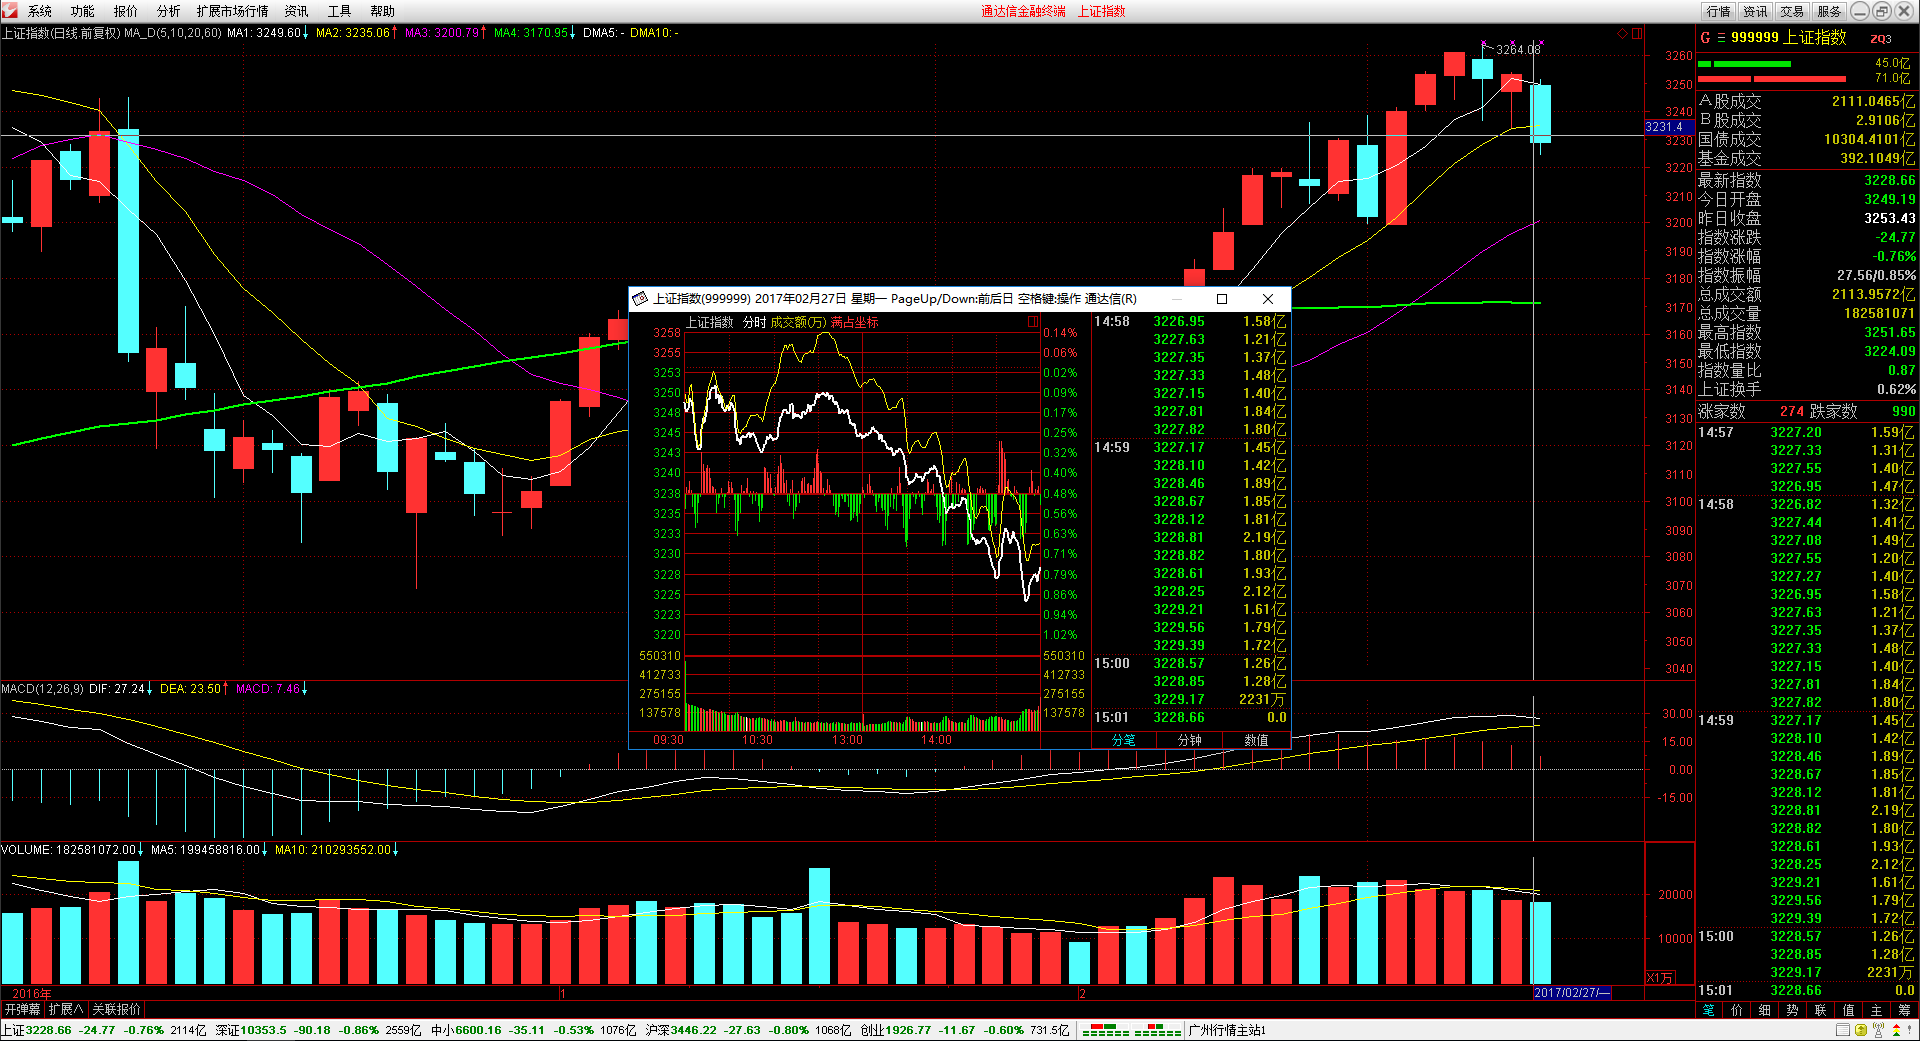 系统 功能 报价 分析 扩展市场行情 资讯 工具 帮助 通达信金融终端 上证指数 行情 资讯 交易 服务
上证指数(日线.前复权) MA_D(5,10,20,60) MA1: 3249.60↓ MA2: 3235.06↑ MA3: 3200.79↑ MA4: 3170.95↓ DMA5: - DMA10: -
3264.08
3260
3250
3240
3231.4
3230
3220
3210
3200
3190
3180
3170
3160
3150
3140
3130
3120
3110
3100
3090
3080
3070
3060
3050
3040
上证指数(999999) 2017年02月27日 星期一 PageUp/Down:前后日 空格键:操作 通达信(R)
上证指数 分时 成交额(万) 满占坐标
3258 0.14%
3255 0.06%
3253 0.02%
3250 0.09%
3248 0.17%
3245 0.25%
3243 0.32%
3240 0.40%
3238 0.48%
3235 0.56%
3233 0.63%
3230 0.71%
3228 0.79%
3225 0.86%
3223 0.94%
3220 1.02%
550310 550310
412733 412733
275155 275155
137578 137578
09:30 10:30 13:00 14:00
14:58 3226.95 1.58亿
3227.63 1.21亿
3227.35 1.37亿
3227.33 1.48亿
3227.15 1.40亿
3227.81 1.84亿
3227.82 1.80亿
14:59 3227.17 1.45亿
3228.10 1.42亿
3228.46 1.89亿
3228.67 1.85亿
3228.12 1.81亿
3228.81 2.19亿
3228.82 1.80亿
3228.61 1.93亿
3228.25 2.12亿
3229.21 1.61亿
3229.56 1.79亿
3229.39 1.72亿
15:00 3228.57 1.26亿
3228.85 1.28亿
3229.17 2231万
15:01 3228.66 0.0
分笔 分钟 数值
MACD(12,26,9) DIF: 27.24↓ DEA: 23.50↑ MACD: 7.46↓
30.00
15.00
0.00
-15.00
VOLUME: 182581072.00↓ MA5: 199458816.00↓ MA10: 210293552.00↓
20000
10000
X1万
2016年 1 2 2017/02/27/一
开弹幕 扩展∧ 关联报价
G 999999 上证指数 ZQ3
45.0亿
71.0亿
A股成交 2111.0465亿
B股成交 2.9106亿
国债成交 10304.4101亿
基金成交 392.1049亿
最新指数 3228.66
今日开盘 3249.19
昨日收盘 3253.43
指数涨跌 -24.77
指数涨幅 -0.76%
指数振幅 27.56/0.85%
总成交额 2113.9572亿
总成交量 182581071
最高指数 3251.65
最低指数 3224.09
指数量比 0.87
上证换手 0.62%
涨家数 274 跌家数 990
14:57 3227.20 1.59亿
3227.33 1.31亿
3227.55 1.40亿
3226.95 1.47亿
14:58 3226.82 1.32亿
3227.44 1.41亿
3227.08 1.49亿
3227.55 1.20亿
3227.27 1.40亿
3226.95 1.58亿
3227.63 1.21亿
3227.35 1.37亿
3227.33 1.48亿
3227.15 1.40亿
3227.81 1.84亿
3227.82 1.80亿
14:59 3227.17 1.45亿
3228.10 1.42亿
3228.46 1.89亿
3228.67 1.85亿
3228.12 1.81亿
3228.81 2.19亿
3228.82 1.80亿
3228.61 1.93亿
3228.25 2.12亿
3229.21 1.61亿
3229.56 1.79亿
3229.39 1.72亿
15:00 3228.57 1.26亿
3228.85 1.28亿
3229.17 2231万
15:01 3228.66 0.0
笔 价 细 势 联 值 主 筹
上证3228.66 -24.77 -0.76% 2114亿 深证10353.5 -90.18 -0.86% 2559亿 中小6600.16 -35.11 -0.53% 1076亿 沪深3446.22 -27.63 -0.80% 1068亿 创业1926.77 -11.67 -0.60% 731.5亿 广州行情主站1